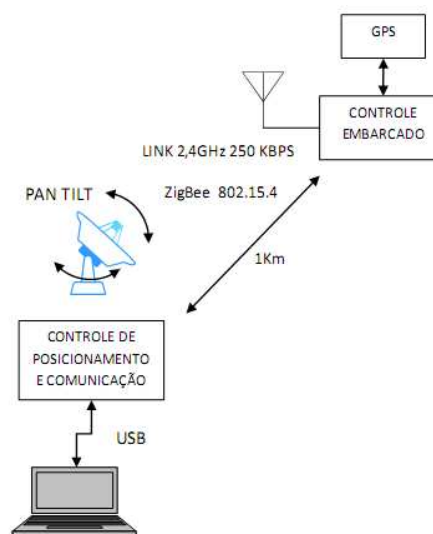 GPS
CONTROLE
EMBARCADO
LINK 2,4GHz 250 KBPS
ZigBee 802.15.4
PAN TILT
1Km
CONTROLE DE
POSICIONAMENTO
E COMUNICAÇÃO
USB